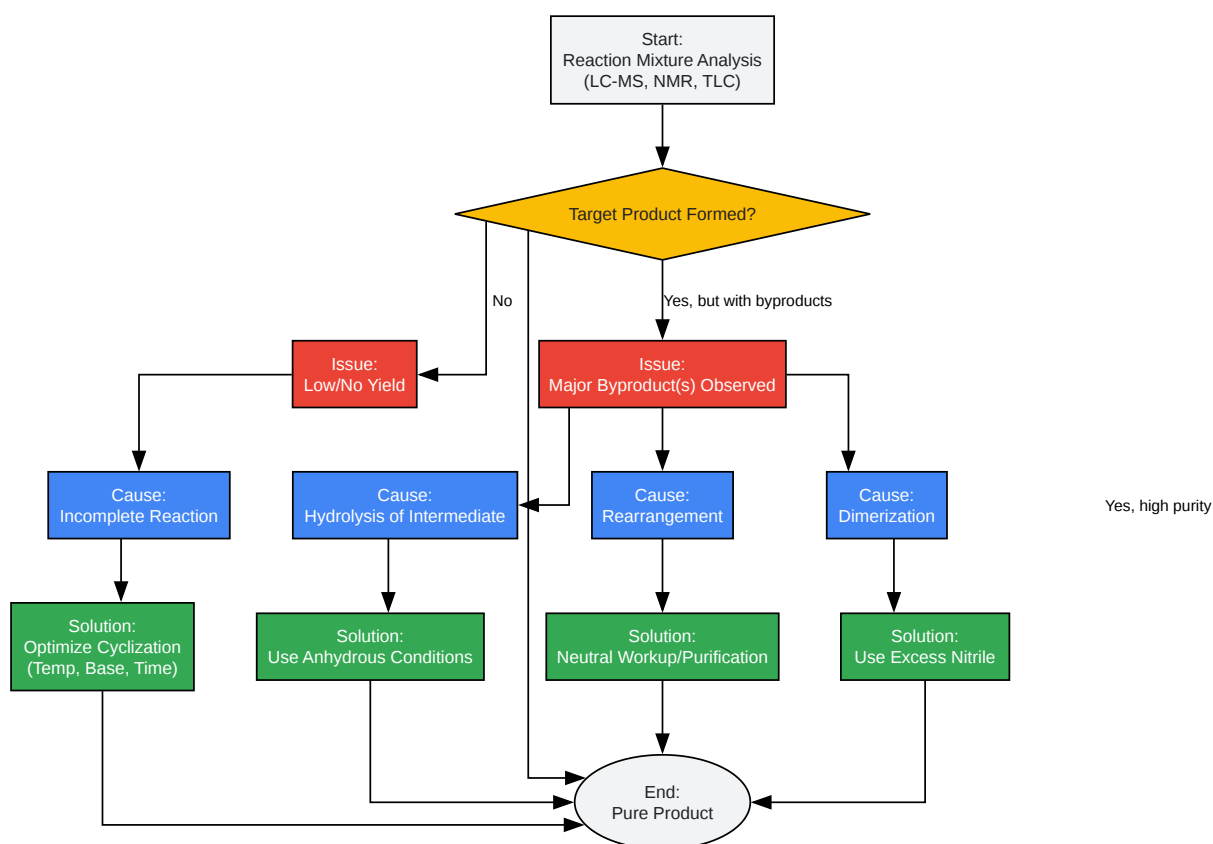 Start:
Reaction Mixture Analysis
(LC-MS, NMR, TLC)
Target Product Formed?
No
Yes, but with byproducts
Issue:
Low/No Yield
Issue:
Major Byproduct(s) Observed
Cause:
Incomplete Reaction
Cause:
Hydrolysis of Intermediate
Cause:
Rearrangement
Cause:
Dimerization
Yes, high purity
Solution:
Optimize Cyclization
(Temp, Base, Time)
Solution:
Use Anhydrous Conditions
Solution:
Neutral Workup/Purification
Solution:
Use Excess Nitrile
End:
Pure Product